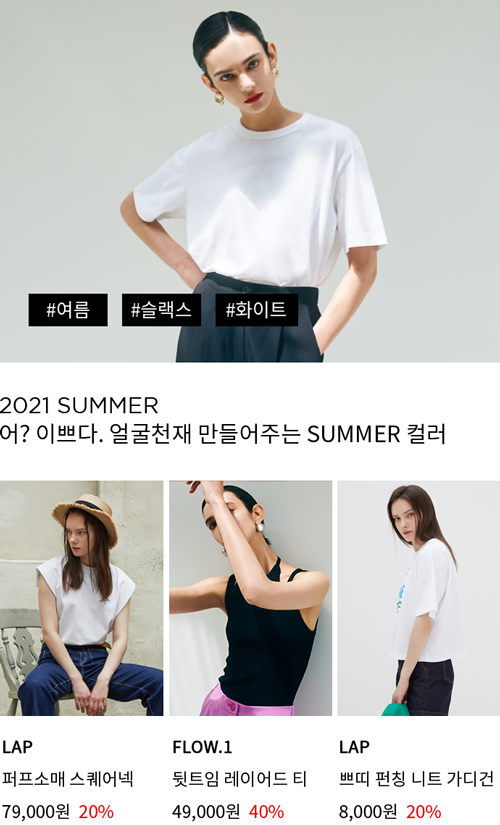 #여름 #슬랙스 #화이트
2021 SUMMER
어? 이쁘다. 얼굴천재 만들어주는 SUMMER 컬러
LAP FLOW.1 LAP
퍼프소매 스퀘어넥 뒷트임 레이어드 티 쁘띠 펀칭 니트 가디건
79,000원 20% 49,000원 40% 8,000원 20%